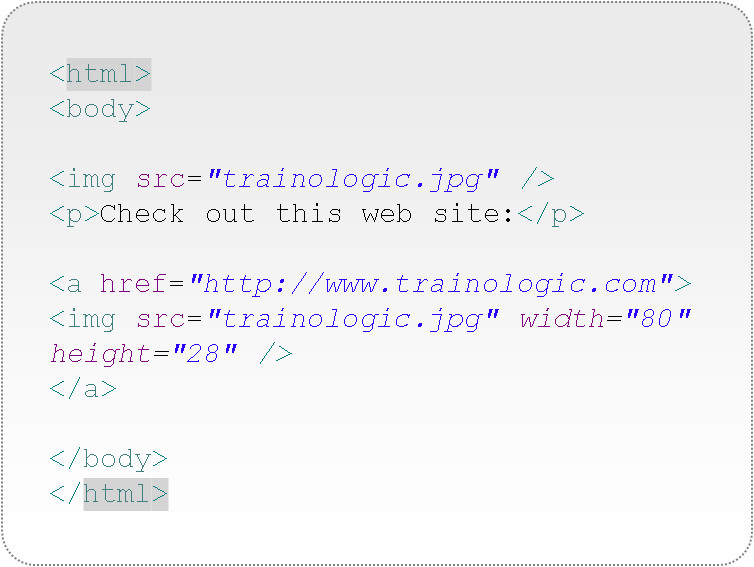 <html>
<body>
<img src="trainologic.jpg" />
<p>Check out this web site:</p>
<a href="http://www.trainologic.com">
<img src="trainologic.jpg" width="80"
height="28" />
</a>
</body>
</html>